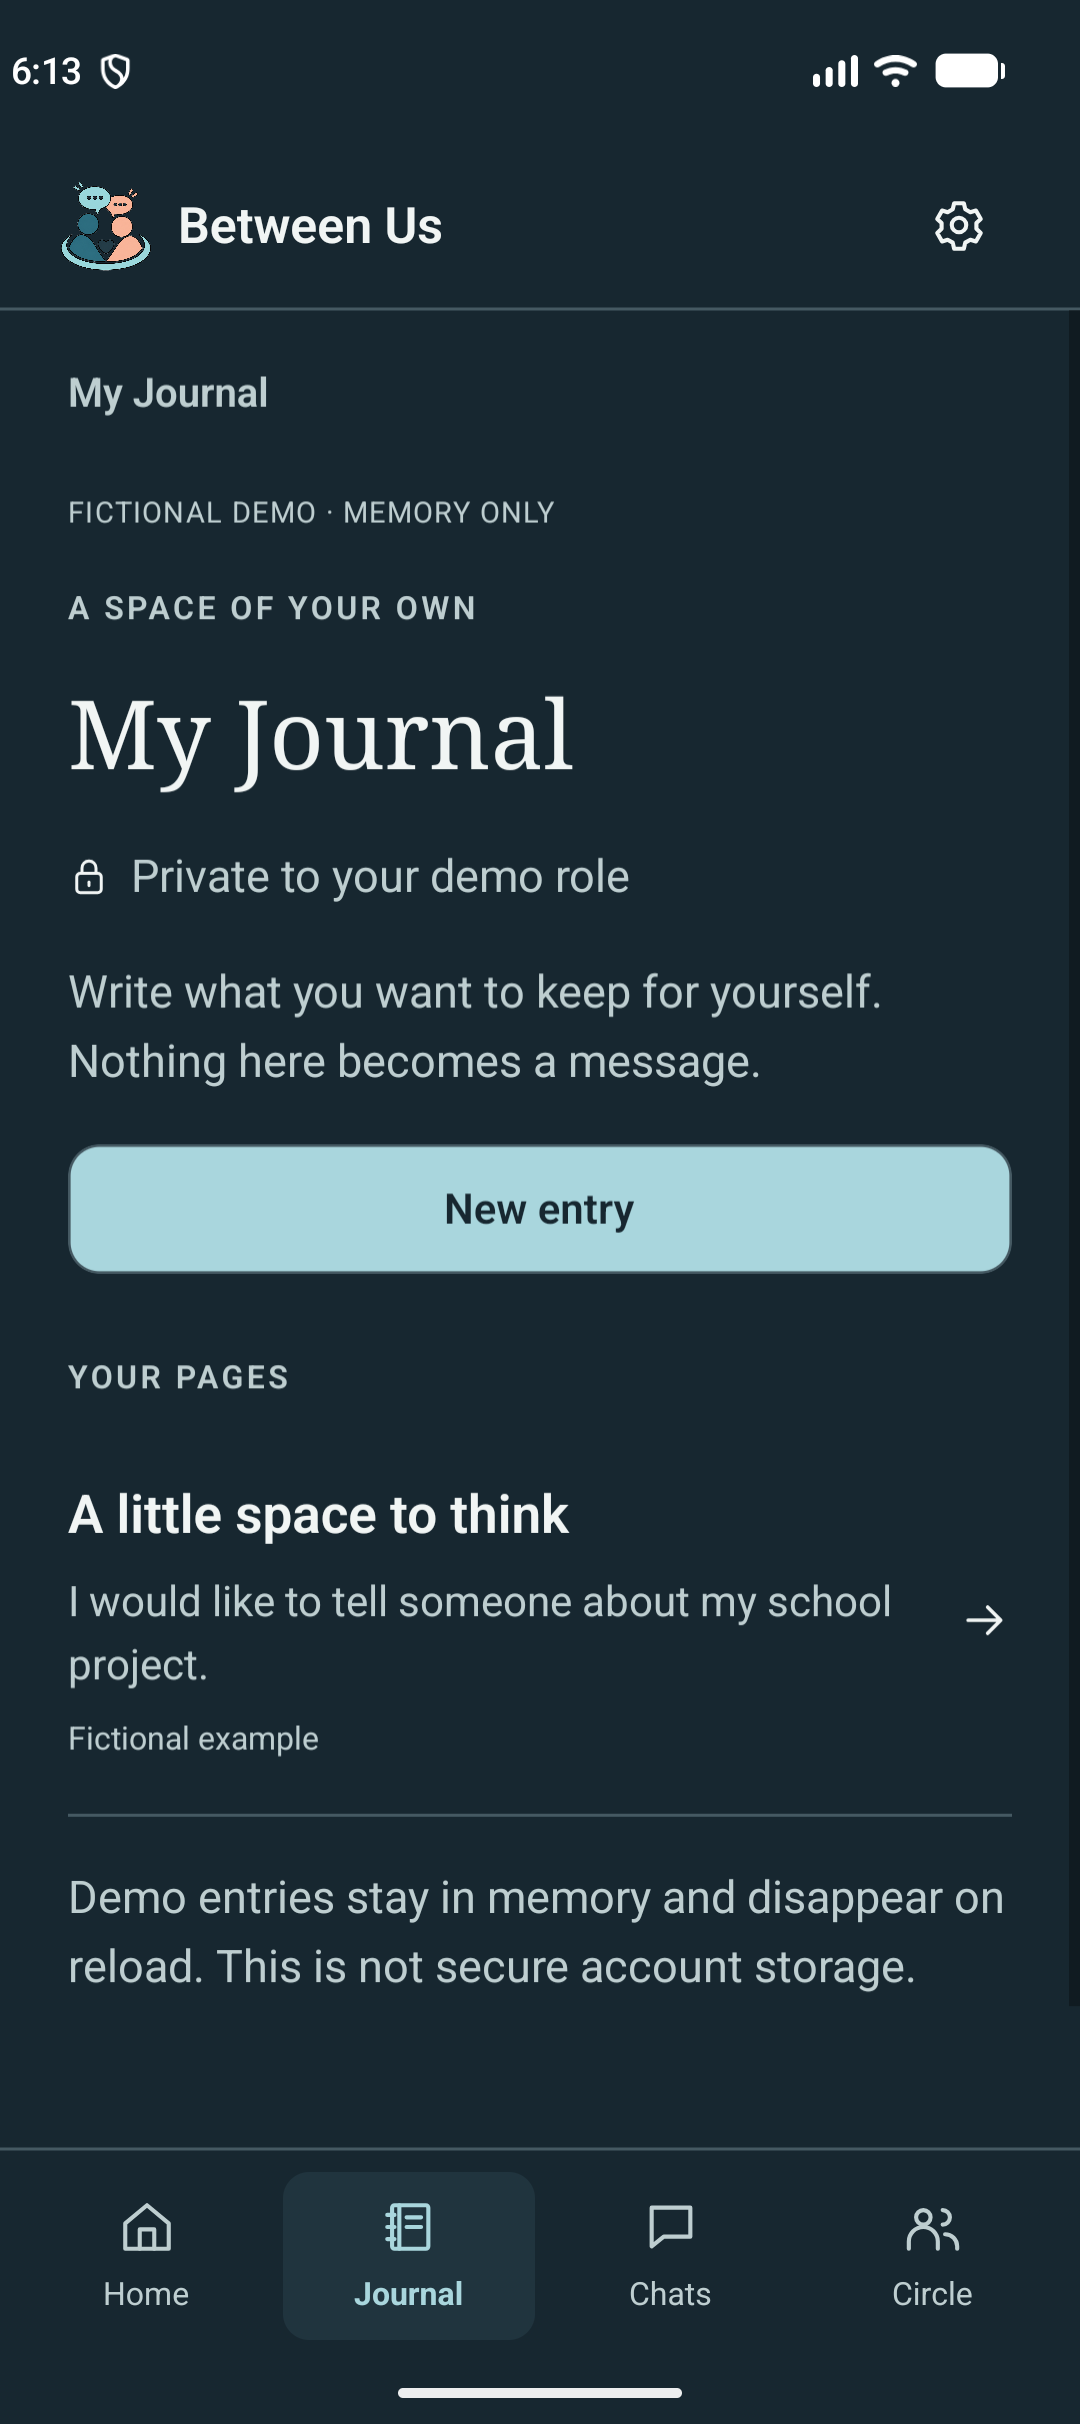 6:13
Between Us
My Journal
FICTIONAL DEMO · MEMORY ONLY
A SPACE OF YOUR OWN
My Journal
Private to your demo role
Write what you want to keep for yourself.
Nothing here becomes a message.
New entry
YOUR PAGES
A little space to think
I would like to tell someone about my school
project.
Fictional example
Demo entries stay in memory and disappear on
reload. This is not secure account storage.
Home
Journal
Chats
Circle